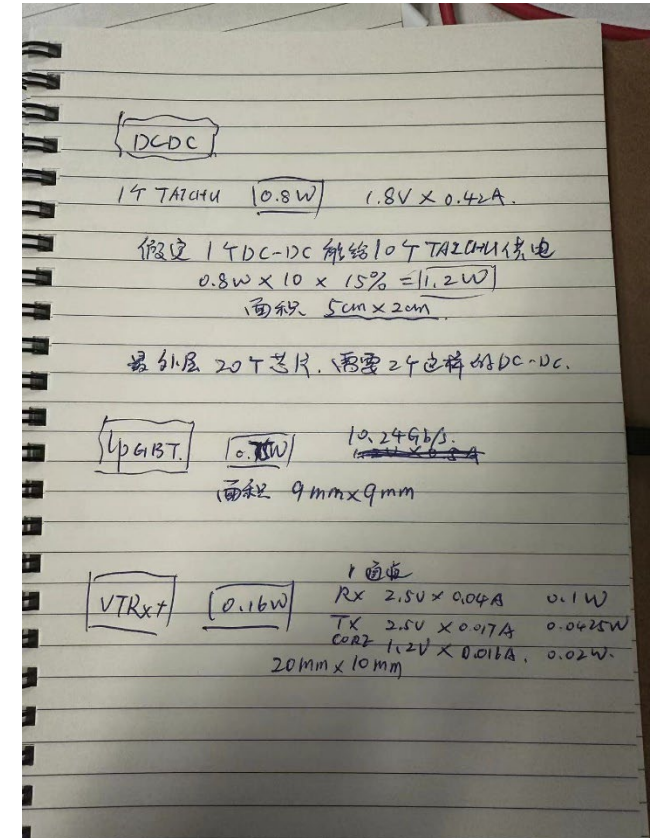 DCDC
1个 TAICHU 0.8W 1.8V × 0.42A.
假定 1个DC-DC 能给10个 TAICHU供电
0.8W × 10 × 15% = 1.2W
面积 5cm × 2cm
最外层 20个芯片, 需要2个这样的DC-DC.
lpGBT. 10.24Gb/s.
面积 9mm×9mm
1通道
VTRx+ 0.16W RX 2.5V × 0.04A 0.1W
TX 2.5V × 0.017A 0.0425W
CORE 1.2V × 0.016A. 0.02W.
20mm × 10mm